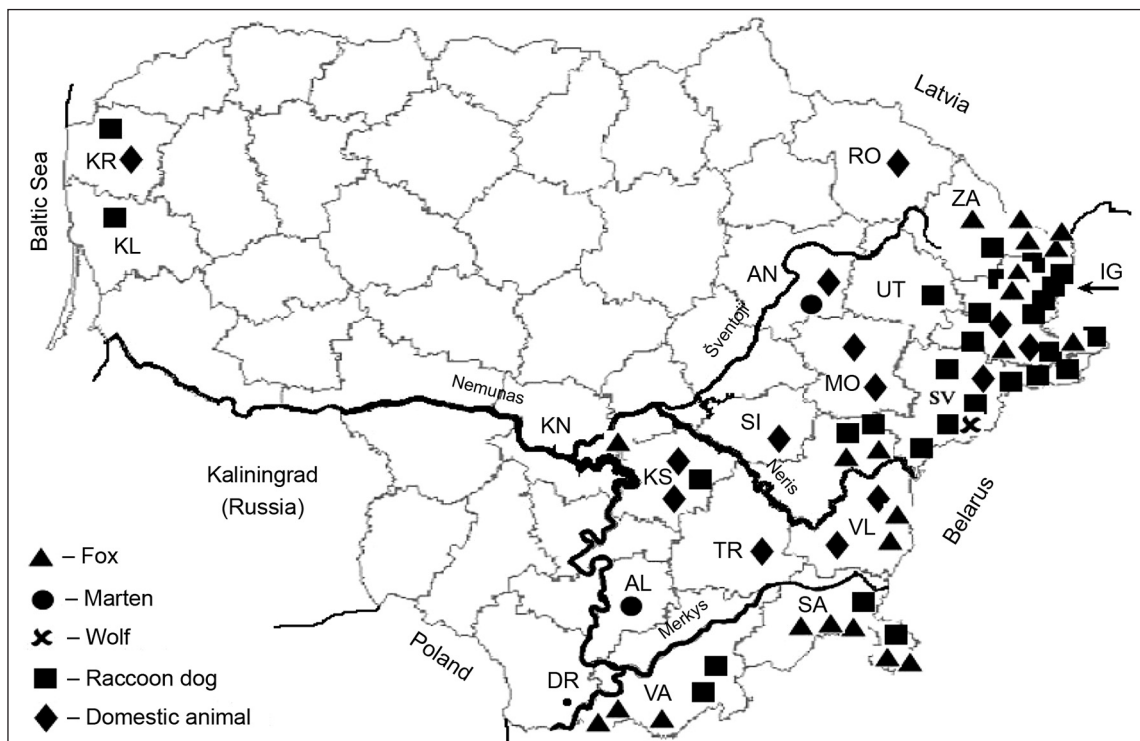 Latvia
Baltic Sea
KR
RO
ZA
KL
AN
UT
IG
Šventoji
MO
SV
Nemunas
KN
SI
Neris
Kaliningrad
(Russia)
KS
VL
Belarus
TR
– Fox
AL
SA
– Marten
Merkys
– Wolf
Poland
– Raccoon dog
DR
VA
– Domestic animal